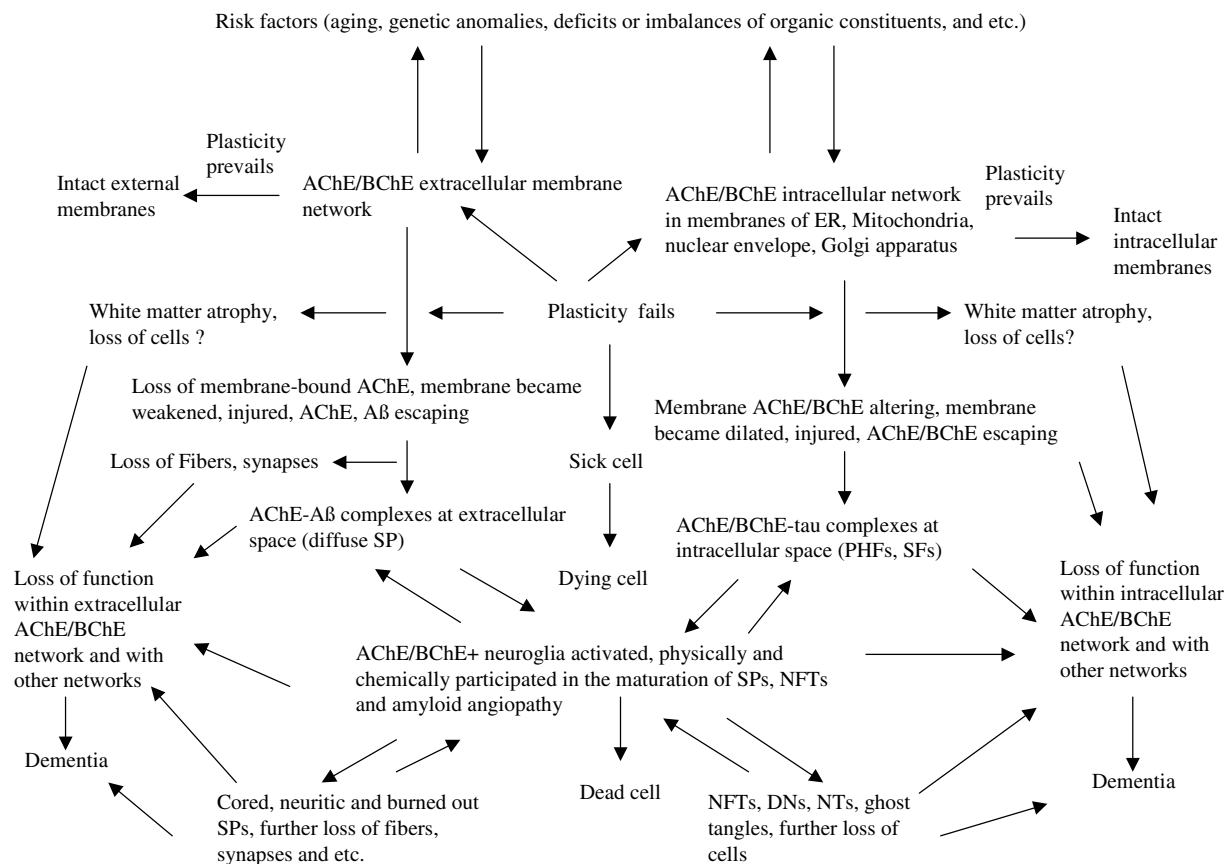 Risk factors (aging, genetic anomalies, deficits or imbalances of organic constituents, and etc.)
Plasticity
prevails
Intact external
membranes
AChE/BChE extracellular membrane
network
AChE/BChE intracellular network
in membranes of ER, Mitochondria,
nuclear envelope, Golgi apparatus
Plasticity
prevails
Intact
intracellular
membranes
White matter atrophy,
loss of cells ?
Plasticity fails
White matter atrophy,
loss of cells?
Loss of membrane-bound AChE, membrane became
weakened, injured, AChE, Aß escaping
Membrane AChE/BChE altering, membrane
became dilated, injured, AChE/BChE escaping
Loss of Fibers, synapses
Sick cell
AChE-Aß complexes at extracellular
space (diffuse SP)
AChE/BChE-tau complexes at
intracellular space (PHFs, SFs)
Dying cell
Loss of function
within extracellular
AChE/BChE
network and with
other networks
Loss of function
within intracellular
AChE/BChE
network and with
other networks
AChE/BChE+ neuroglia activated, physically and
chemically participated in the maturation of SPs, NFTs
and amyloid angiopathy
Dementia
Dementia
Cored, neuritic and burned out
SPs, further loss of fibers,
synapses and etc.
Dead cell
NFTs, DNs, NTs, ghost
tangles, further loss of
cells